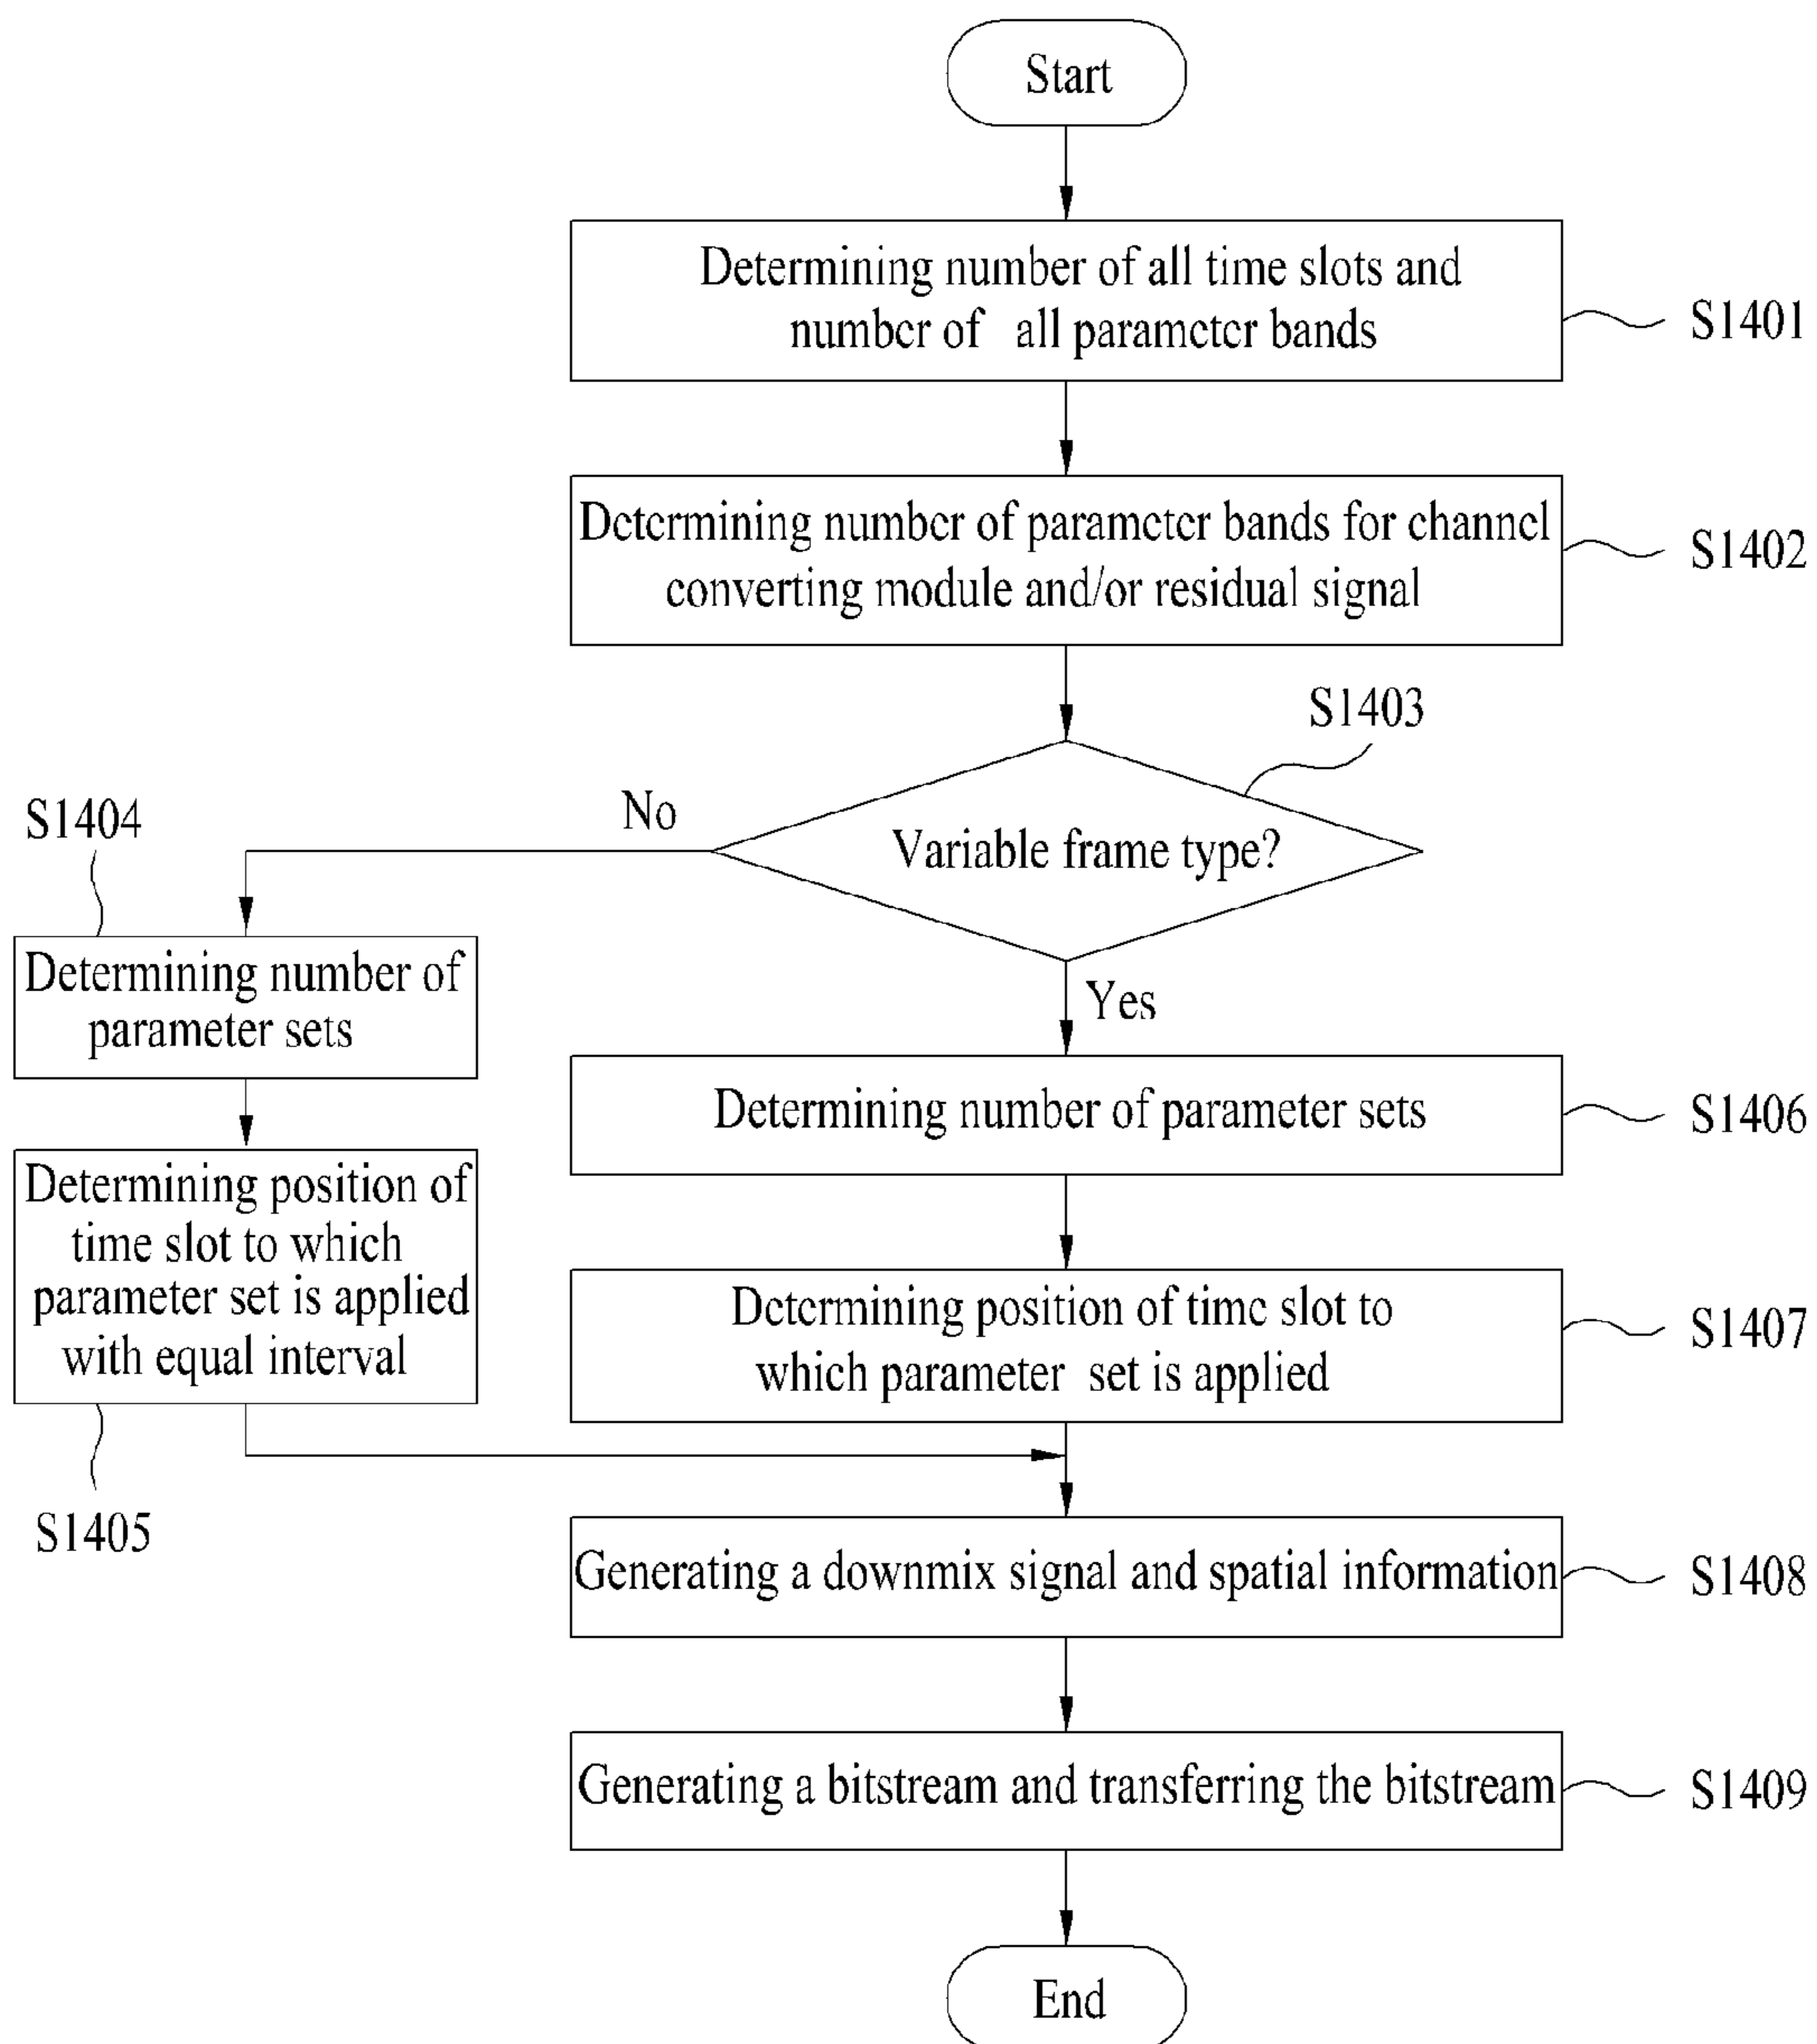 Start
Determining number of all time slots and
number of all parameter bands
S1401
Determining number of parameter bands for channel
converting module and/or residual signal
S1402
S1403
Variable frame type?
No
Yes
S1404
Determining number of
parameter sets
Determining position of
time slot to which
parameter set is applied
with equal interval
S1405
Determining number of parameter sets
S1406
Determining position of time slot to
which parameter set is applied
S1407
Generating a downmix signal and spatial information
S1408
Generating a bitstream and transferring the bitstream
S1409
End